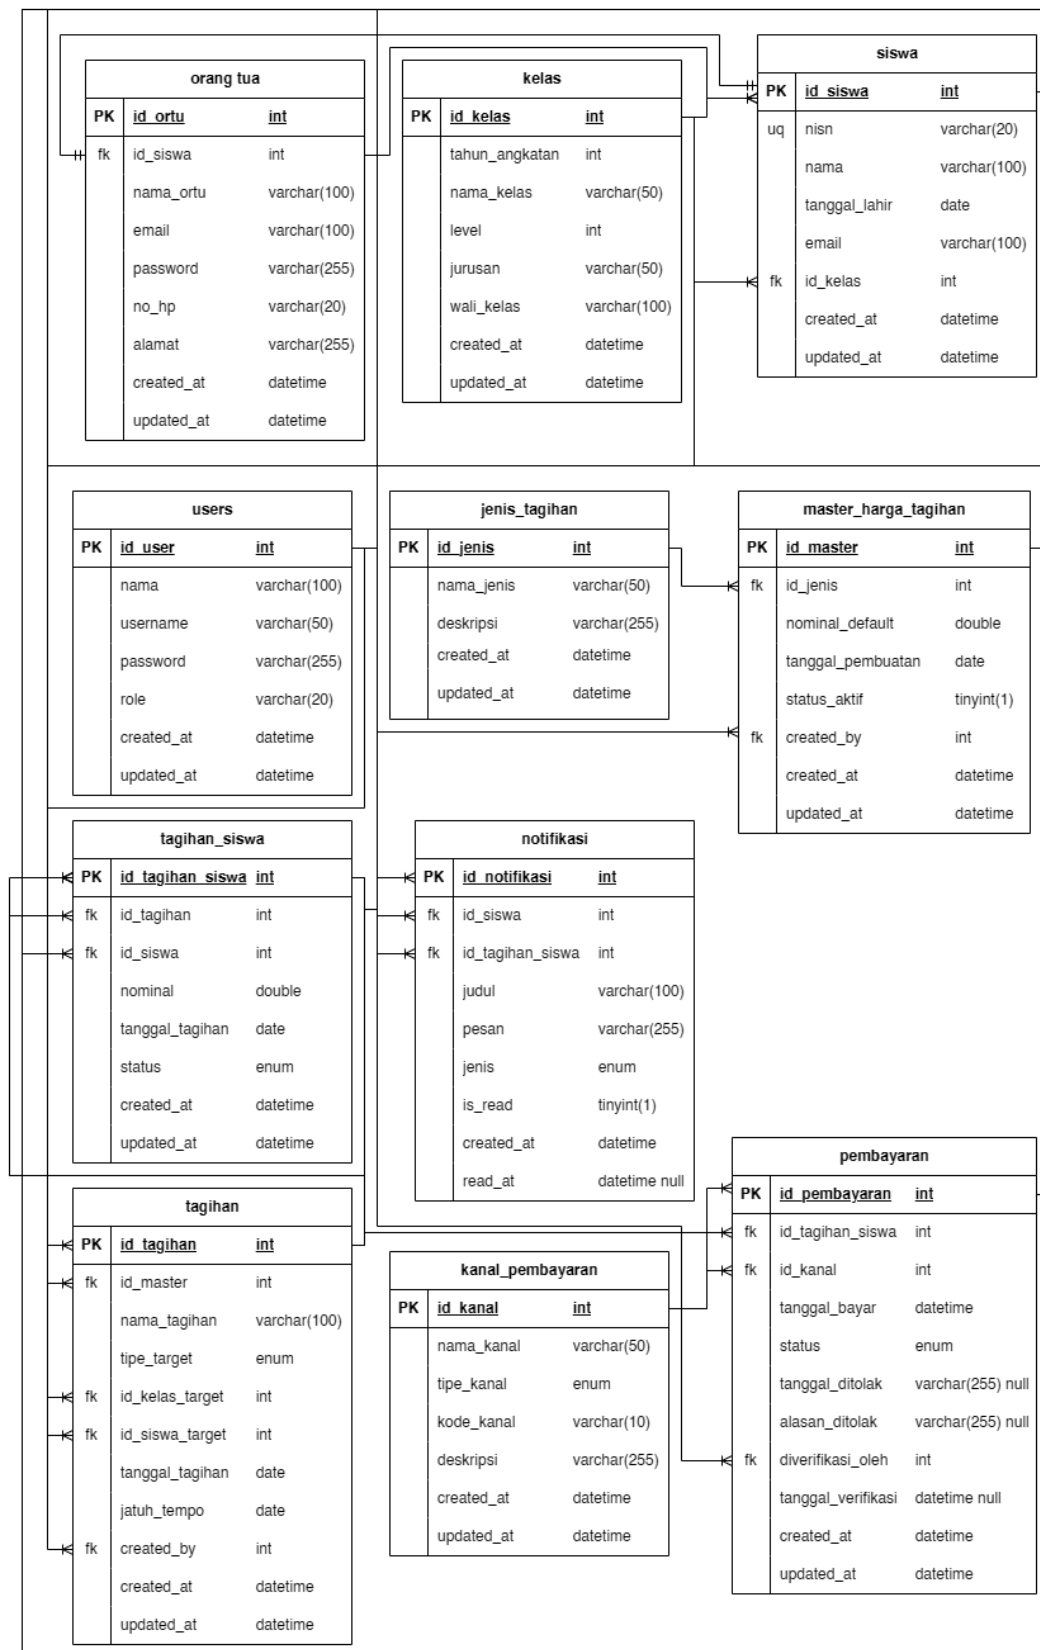 orang tua
PK id_ortu int
fk id_siswa int
nama_ortu varchar(100)
email varchar(100)
password varchar(255)
no_hp varchar(20)
alamat varchar(255)
created_at datetime
updated_at datetime
kelas
PK id_kelas int
tahun_angkatan int
nama_kelas varchar(50)
level int
jurusan varchar(50)
wali_kelas varchar(100)
created_at datetime
updated_at datetime
siswa
PK id_siswa int
uq nisn varchar(20)
nama varchar(100)
tanggal_lahir date
email varchar(100)
fk id_kelas int
created_at datetime
updated_at datetime
users
PK id_user int
nama varchar(100)
username varchar(50)
password varchar(255)
role varchar(20)
created_at datetime
updated_at datetime
jenis_tagihan
PK id_jenis int
nama_jenis varchar(50)
deskripsi varchar(255)
created_at datetime
updated_at datetime
master_harga_tagihan
PK id_master int
fk id_jenis int
nominal_default double
tanggal_pembuatan date
status_aktif tinyint(1)
fk created_by int
created_at datetime
updated_at datetime
tagihan_siswa
PK id_tagihan_siswa int
fk id_tagihan int
fk id_siswa int
nominal double
tanggal_tagihan date
status enum
created_at datetime
updated_at datetime
notifikasi
PK id_notifikasi int
fk id_siswa int
fk id_tagihan_siswa int
judul varchar(100)
pesan varchar(255)
jenis enum
is_read tinyint(1)
created_at datetime
read_at datetime null
tagihan
PK id_tagihan int
fk id_master int
nama_tagihan varchar(100)
tipe_target enum
fk id_kelas_target int
fk id_siswa_target int
tanggal_tagihan date
jatuh_tempo date
fk created_by int
created_at datetime
updated_at datetime
kanal_pembayaran
PK id_kanal int
nama_kanal varchar(50)
tipe_kanal enum
kode_kanal varchar(10)
deskripsi varchar(255)
created_at datetime
updated_at datetime
pembayaran
PK id_pembayaran int
fk id_tagihan_siswa int
fk id_kanal int
tanggal_bayar datetime
status enum
tanggal_ditolak varchar(255) null
alasan_ditolak varchar(255) null
fk diverifikasi_oleh int
tanggal_verifikasi datetime null
created_at datetime
updated_at datetime